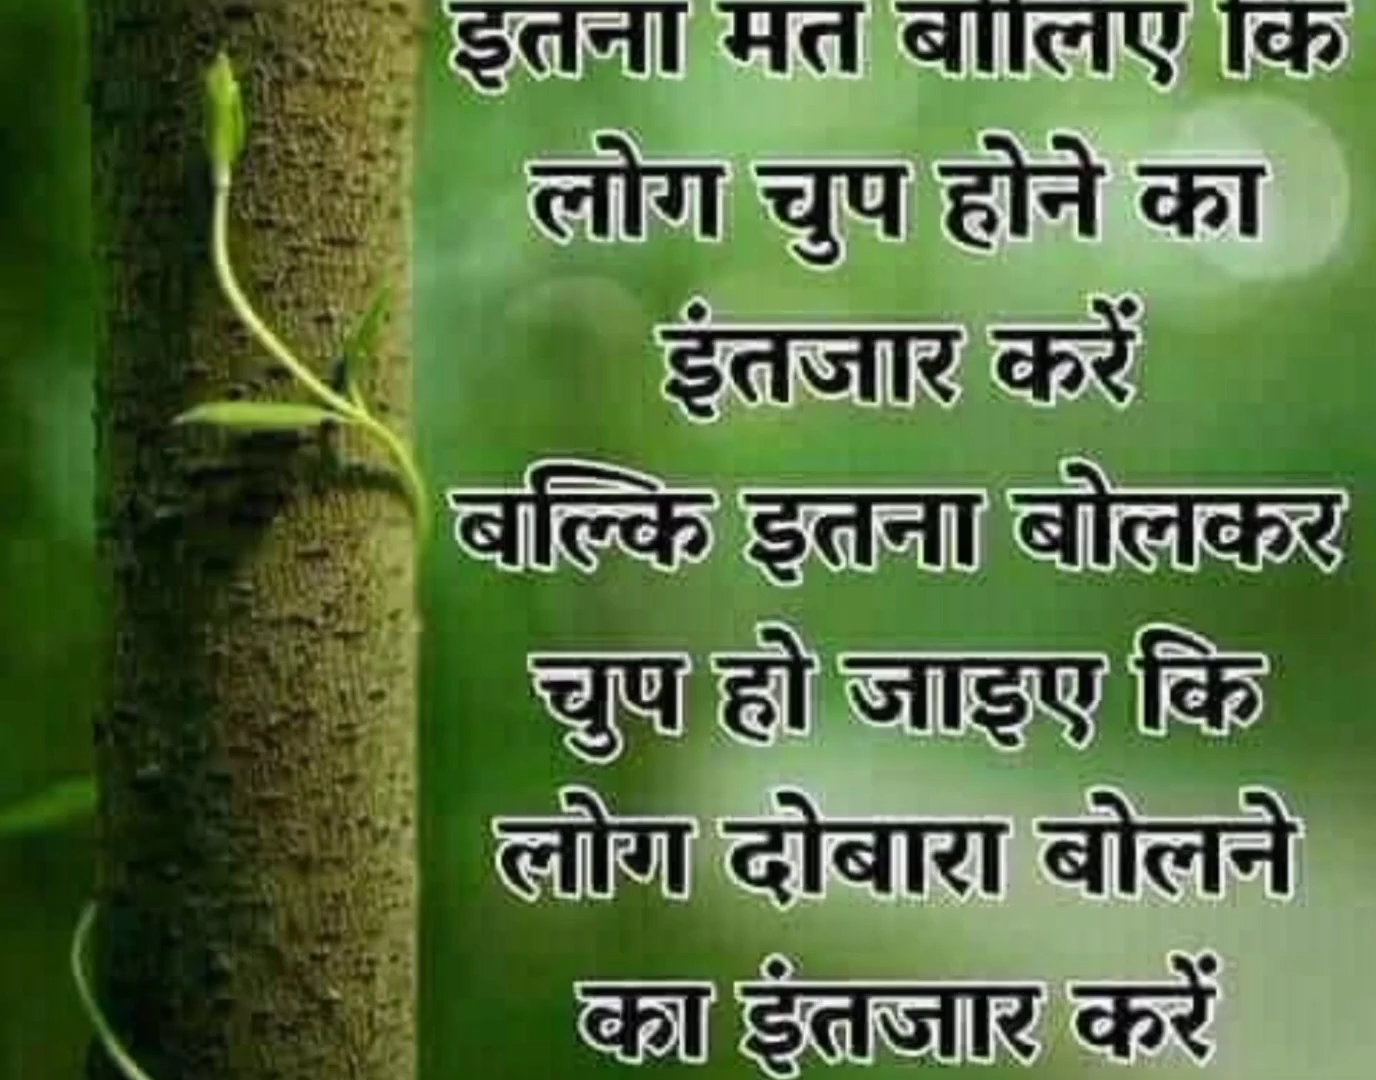 इतना मत बोलिए कि
लोग चुप होने का
इंतजार करें
बल्कि इतना बोलकर
चुप हो जाइए कि
लोग दोबारा बोलने
का इंतजार करें